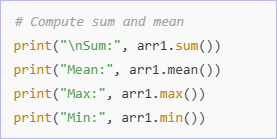 # Compute sum and mean
print("\nSum:", arr1.sum())
print("Mean:", arr1.mean())
print("Max:", arr1.max())
print("Min:", arr1.min())